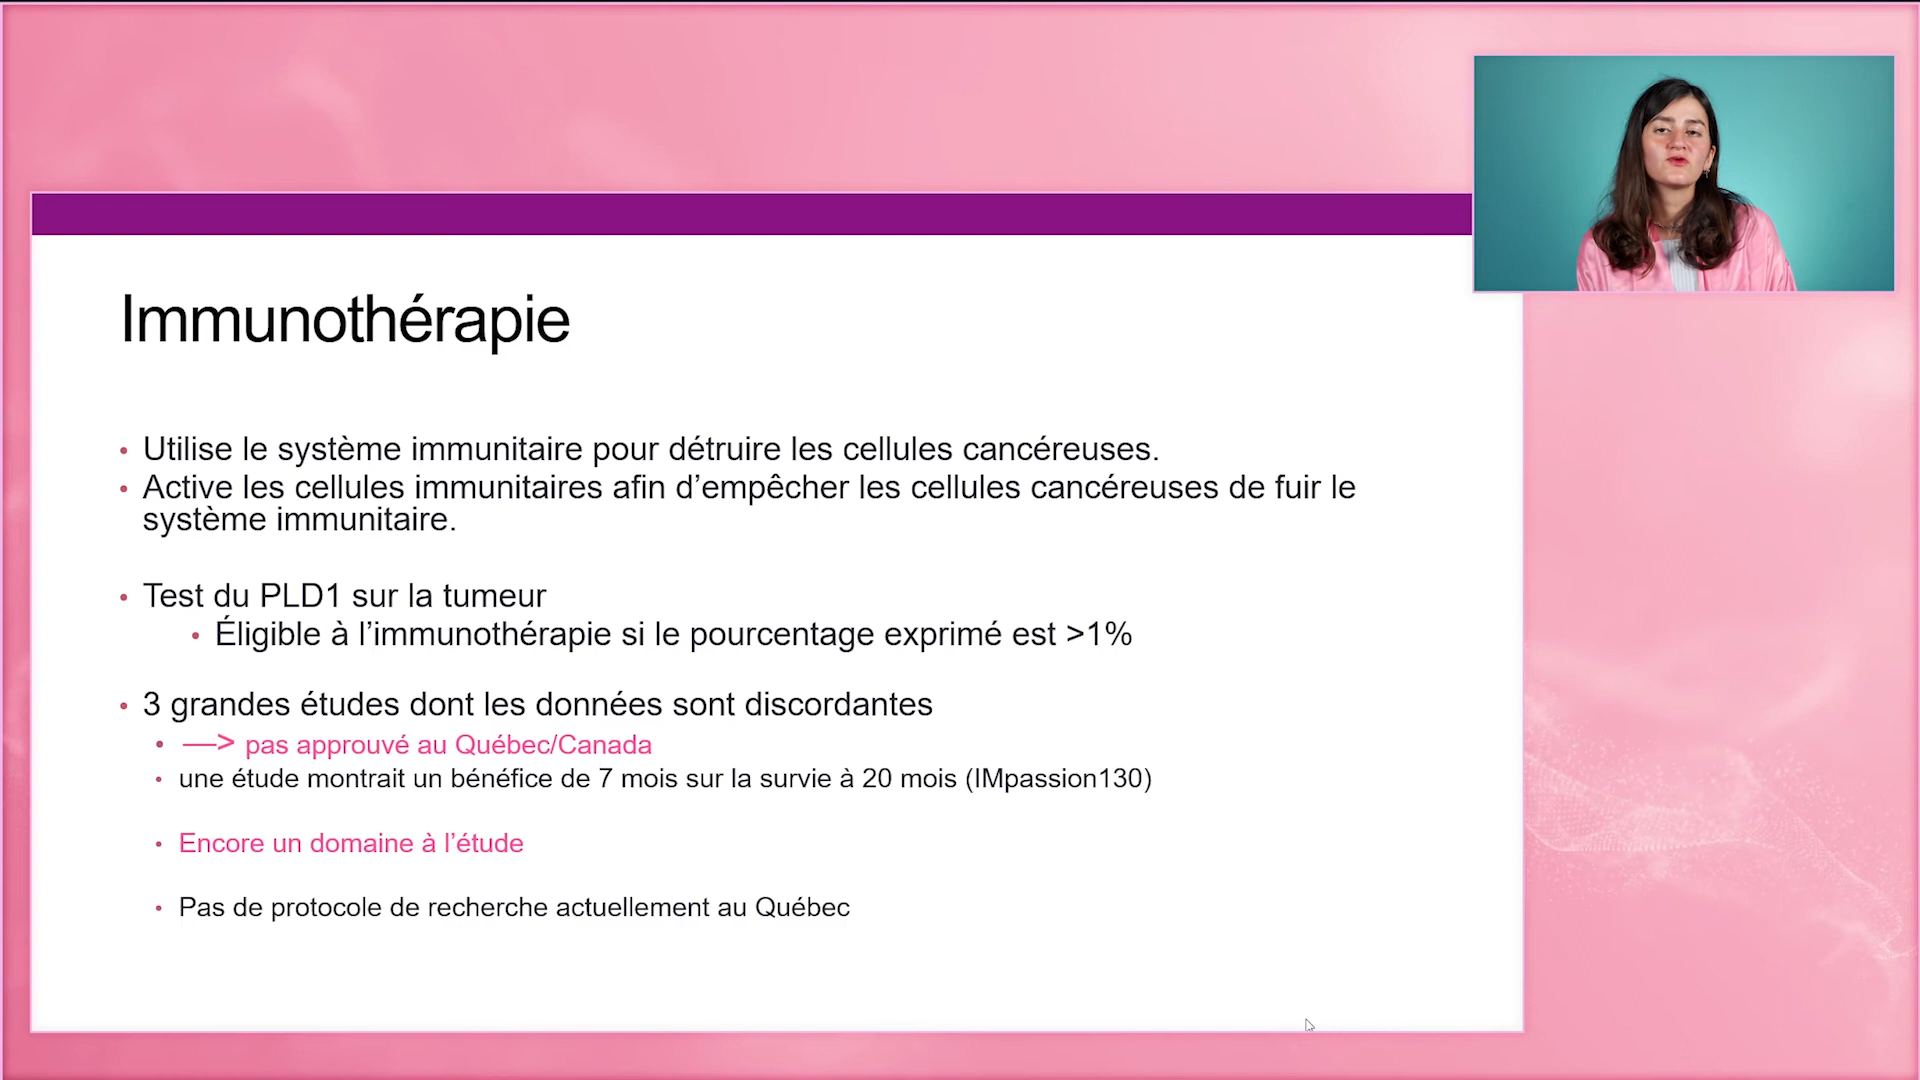 Immunothérapie
• Utilise le système immunitaire pour détruire les cellules cancéreuses.
• Active les cellules immunitaires afin d’empêcher les cellules cancéreuses de fuir le
système immunitaire.
• Test du PLD1 sur la tumeur
• Éligible à l’immunothérapie si le pourcentage exprimé est >1%
• 3 grandes études dont les données sont discordantes
• —> pas approuvé au Québec/Canada
• une étude montrait un bénéfice de 7 mois sur la survie à 20 mois (IMpassion130)
• Encore un domaine à l’étude
• Pas de protocole de recherche actuellement au Québec